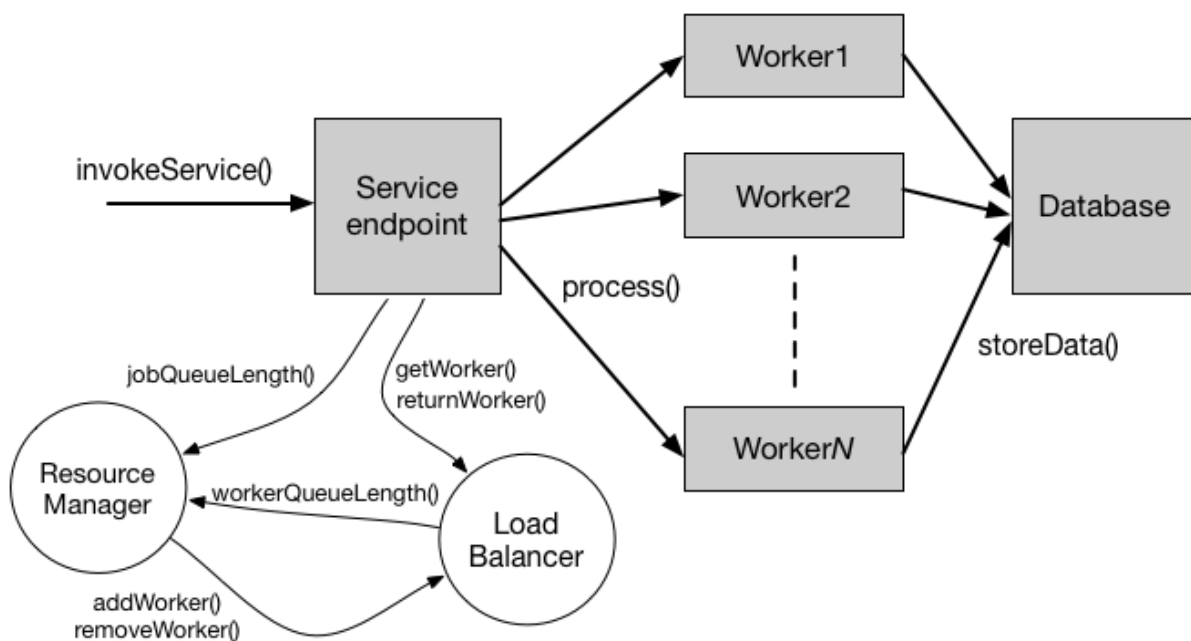 Worker1
invokeService()
Service
endpoint
Worker2
Database
process()
storeData()
jobQueueLength()
getWorker()
returnWorker()
WorkerN
Resource
Manager
workerQueueLength()
Load
Balancer
addWorker()
removeWorker()